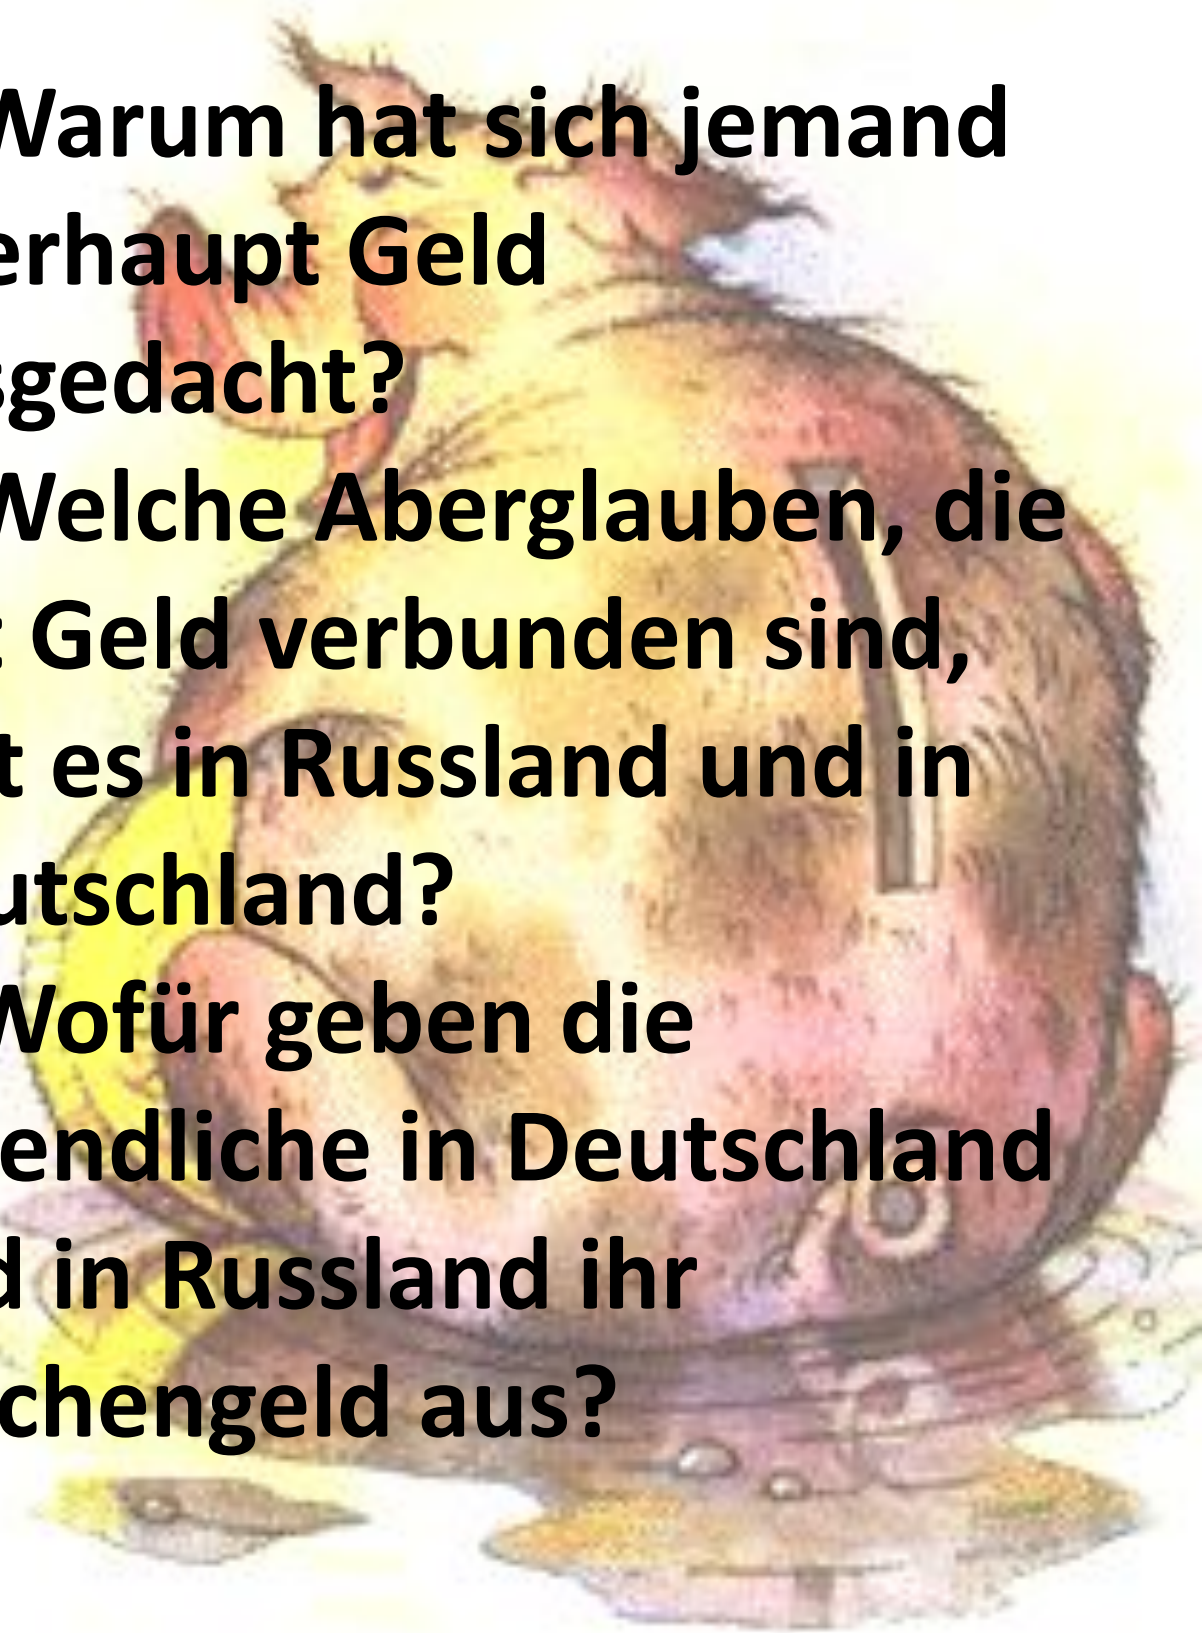 Warum hat sich jemand
erhaupt Geld
sgedacht?
Welche Aberglauben, die
t Geld verbunden sind,
t es in Russland und in
utschland?
Wofür geben die
endliche in Deutschland
d in Russland ihr
chengeld aus?